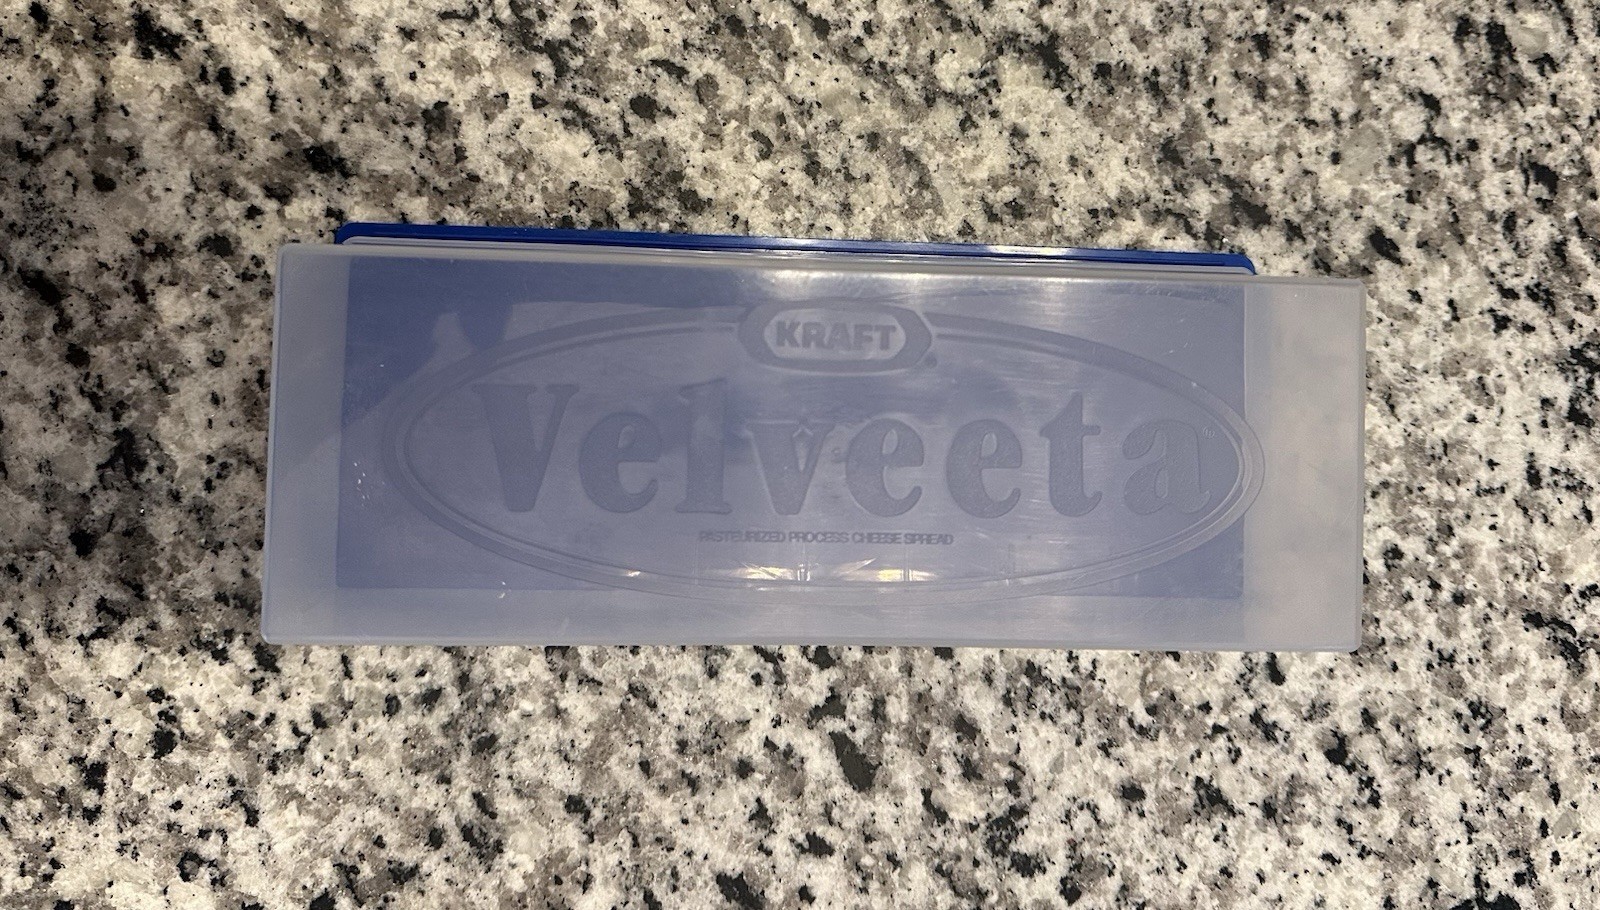 KRAFT
Velveeta
PASTEURIZED PROCESS CHEESE SPREAD